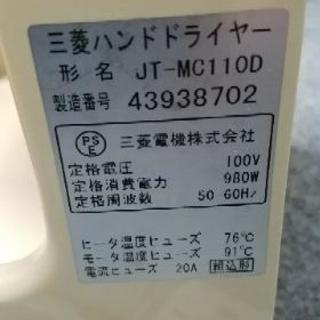 三菱ハンドドライヤー
形名 JT-MC110D
製造番号 43938702
PSE 三菱電機株式会社
定格電圧 100V
定格消費電力 980W
定格周波数 50 60Hz
ヒータ温度ヒューズ 76℃
モータ温度ヒューズ 91℃
電流ヒューズ 20A 組込形